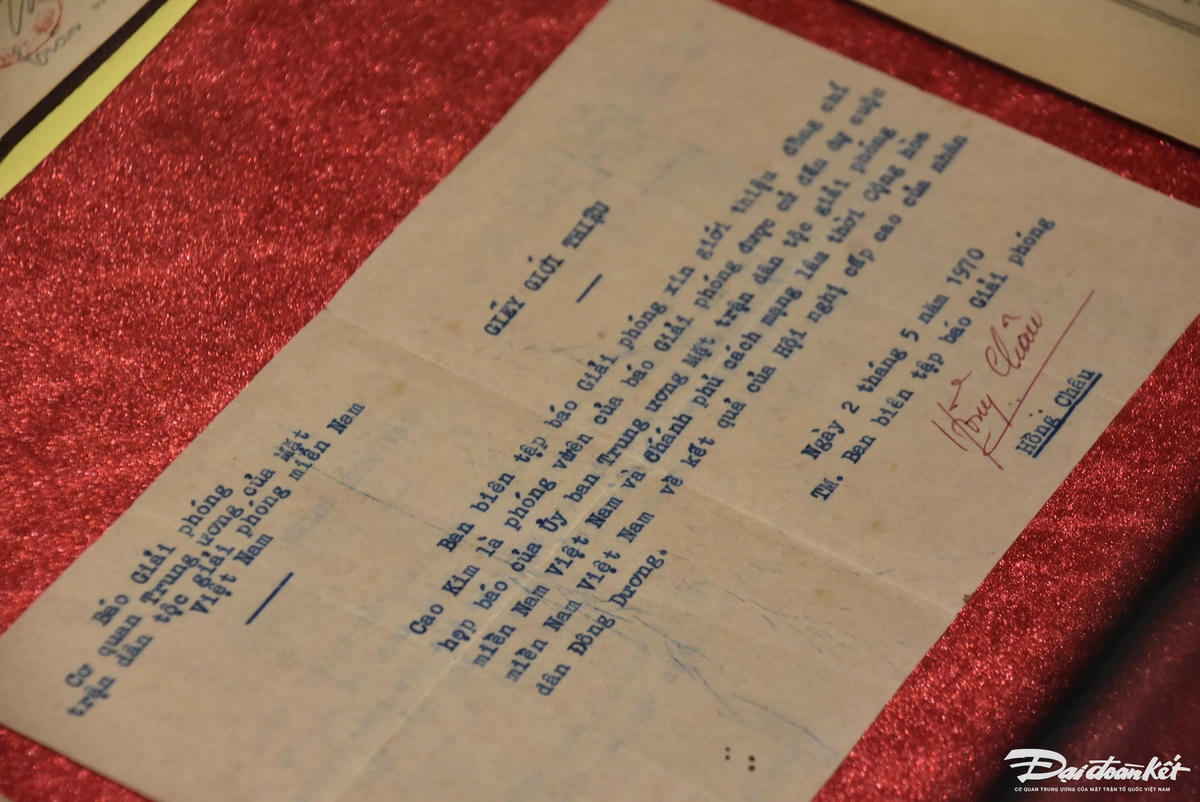 Báo Giải phóng
Cơ quan Trung ương của Mặt
trận dân tộc giải phóng miền Nam
Việt Nam
GIẤY GIỚI THIỆU
Ban biên tập báo Giải phóng xin giới thiệu đồng chí
Cao Kim là phóng viên của báo Giải phóng được cử đến dự cuộc
họp báo của Ủy ban Trung ương Mặt trận dân tộc giải phóng
miền Nam Việt Nam và Chánh phủ cách mạng lâm thời Cộng hòa
miền Nam Việt Nam về kết quả của Hội nghị cấp cao của nhân
dân Đông Dương.
Ngày 2 tháng 5 năm 1970
TM. Ban biên tập báo Giải phóng
Hồng Châu
Hồng Châu
Đại đoàn kết
CƠ QUAN TRUNG ƯƠNG CỦA MẶT TRẬN TỔ QUỐC VIỆT NAM